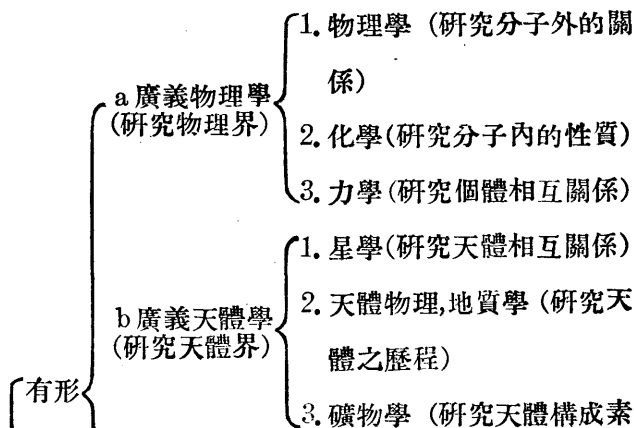 1. 物理學 (研究分子外的關
係)
a 廣義物理學
(研究物理界)
2. 化學(研究分子內的性質)
3. 力學(研究個體相互關係)
1. 星學(研究天體相互關係)
2. 天體物理,地質學 (研究天
b 廣義天體學
(研究天體界)
體之歷程)
有形
3. 礦物學 (研究天體構成素